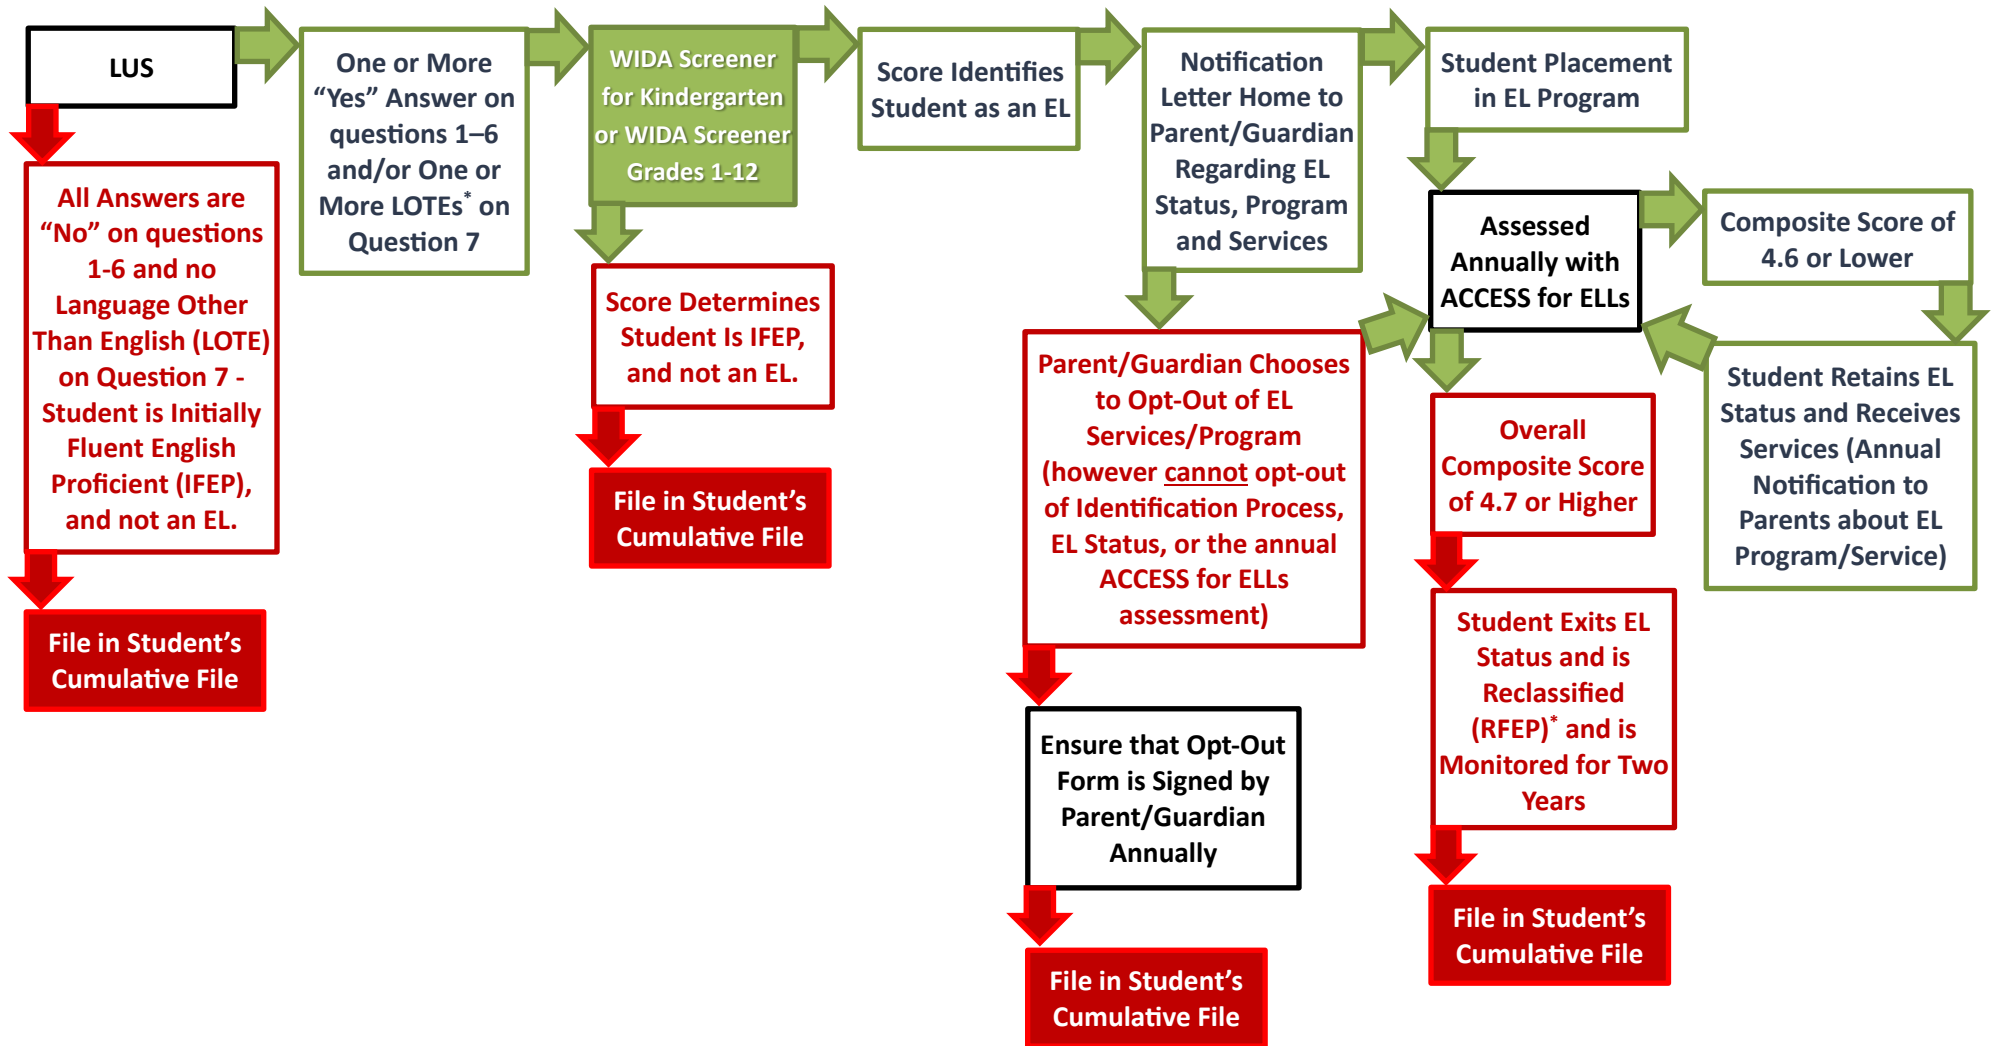 LUS
One or More
“Yes” Answer on
questions 1–6
and/or One or
More LOTEs* on
Question 7
WIDA Screener
for Kindergarten
or WIDA Screener
Grades 1-12
Score Identifies
Student as an EL
Notification
Letter Home to
Parent/Guardian
Regarding EL
Status, Program
and Services
Student Placement
in EL Program
All Answers are
“No” on questions
1-6 and no
Language Other
Than English (LOTE)
on Question 7 -
Student is Initially
Fluent English
Proficient (IFEP),
and not an EL.
File in Student’s
Cumulative File
Score Determines
Student Is IFEP,
and not an EL.
File in Student’s
Cumulative File
Parent/Guardian Chooses
to Opt-Out of EL
Services/Program
(however cannot opt-out
of Identification Process,
EL Status, or the annual
ACCESS for ELLs
assessment)
Ensure that Opt-Out
Form is Signed by
Parent/Guardian
Annually
File in Student’s
Cumulative File
Assessed
Annually with
ACCESS for ELLs
Composite Score of
4.6 or Lower
Student Retains EL
Status and Receives
Services (Annual
Notification to
Parents about EL
Program/Service)
Overall
Composite Score
of 4.7 or Higher
Student Exits EL
Status and is
Reclassified
(RFEP)* and is
Monitored for Two
Years
File in Student’s
Cumulative File